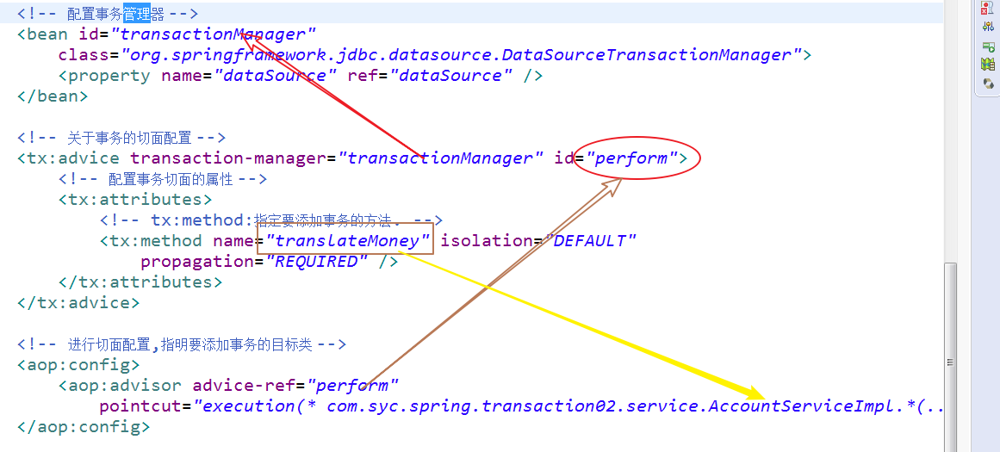 <!-- 配置事务管理器 -->
<bean id="transactionManager"
class="org.springframework.jdbc.datasource.DataSourceTransactionManager">
<property name="dataSource" ref="dataSource" />
</bean>
<!-- 关于事务的切面配置 -->
<tx:advice transaction-manager="transactionManager" id="perform">
<!-- 配置事务切面的属性 -->
<tx:attributes>
<!-- tx:method:指定要添加事务的方法. -->
<tx:method name="translateMoney" isolation="DEFAULT"
propagation="REQUIRED" />
</tx:attributes>
</tx:advice>
<!-- 进行切面配置,指明要添加事务的目标类 -->
<aop:config>
<aop:advisor advice-ref="perform"
pointcut="execution(* com.syc.spring.transaction02.service.AccountServiceImpl.*(..
</aop:config>